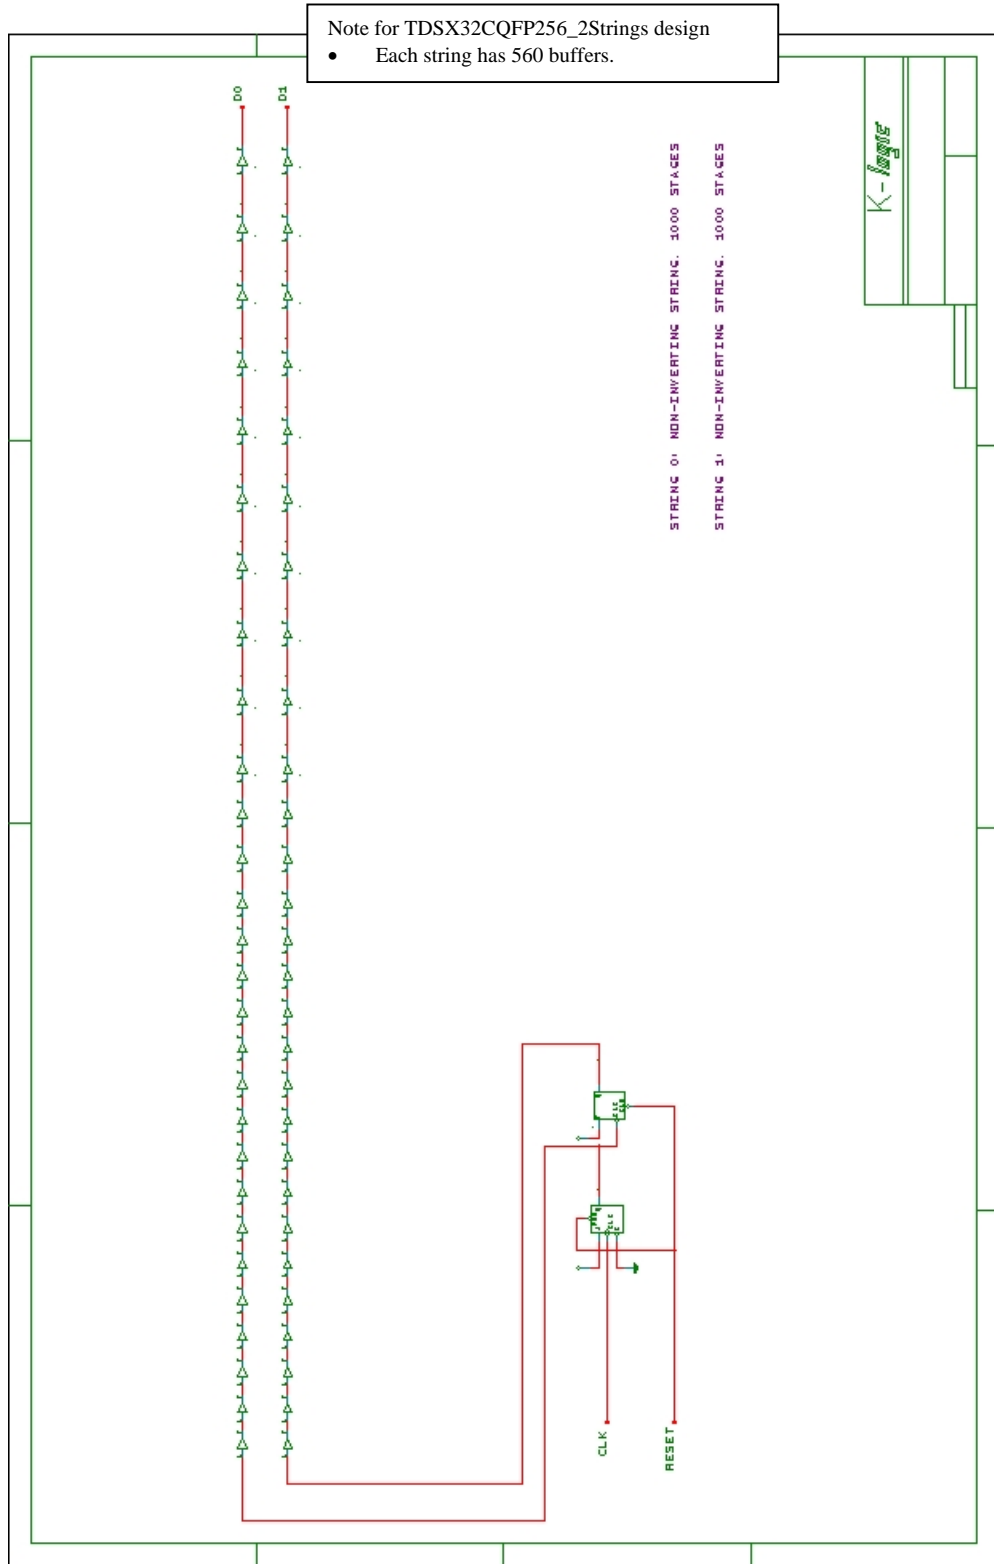 Note for TDSX32CQFP256_2Strings design
• Each string has 560 buffers.
D0
D1
K-logic
STRING 0: NON-INVERTING STRING. 1000 STAGES
STRING 1: NON-INVERTING STRING. 1000 STAGES
CLK
RESET